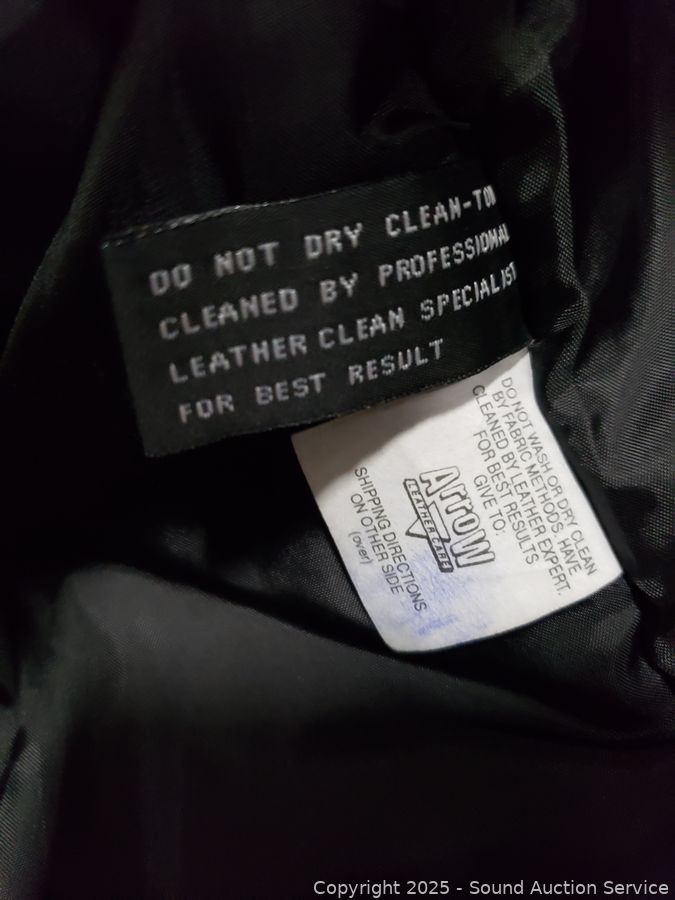 DO NOT DRY CLEAN-TO
CLEANED BY PROFESSIONAL
LEATHER CLEAN SPECIALIST
FOR BEST RESULT
DO NOT WASH OR DRY CLEAN
BY FABRIC METHODS. HAVE
CLEANED BY LEATHER EXPERT.
FOR BEST RESULTS
GIVE TO:
Arrow
LEATHER CARE
SHIPPING DIRECTIONS
ON OTHER SIDE
(over)
Copyright 2025 - Sound Auction Service